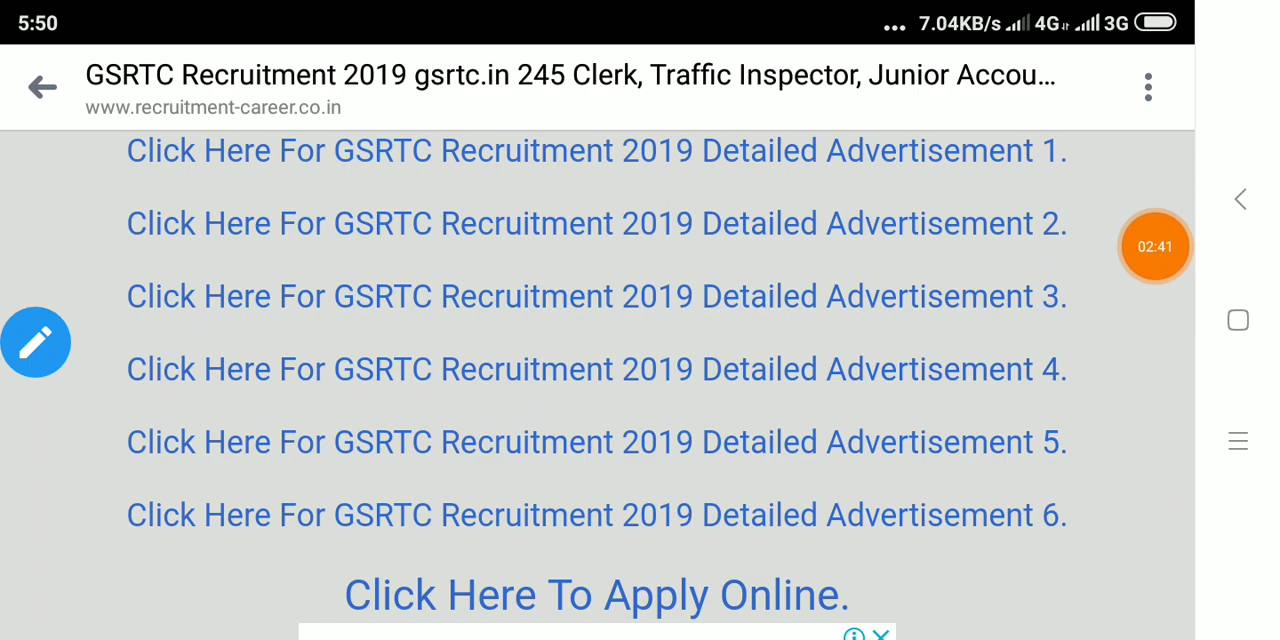 5:50
... 7.04KB/s 4G 3G
GSRTC Recruitment 2019 gsrtc.in 245 Clerk, Traffic Inspector, Junior Accou...
www.recruitment-career.co.in
Click Here For GSRTC Recruitment 2019 Detailed Advertisement 1.
Click Here For GSRTC Recruitment 2019 Detailed Advertisement 2.
02:41
Click Here For GSRTC Recruitment 2019 Detailed Advertisement 3.
Click Here For GSRTC Recruitment 2019 Detailed Advertisement 4.
Click Here For GSRTC Recruitment 2019 Detailed Advertisement 5.
Click Here For GSRTC Recruitment 2019 Detailed Advertisement 6.
Click Here To Apply Online.